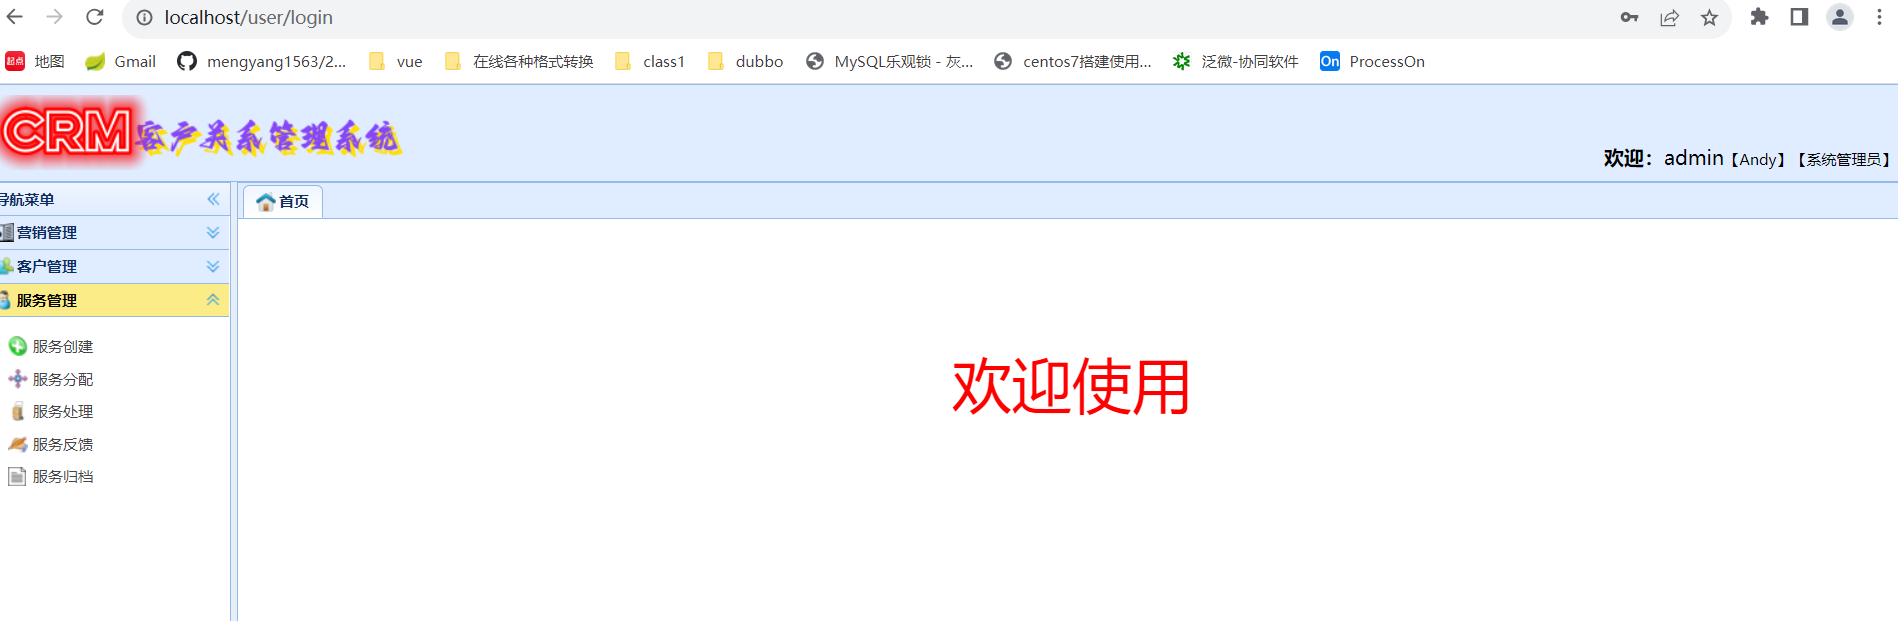 localhost/user/login
地图 Gmail mengyang1563/2... vue 在线各种格式转换 class1 dubbo MySQL乐观锁 - 灰... centos7搭建使用... 泛微-协同软件 On ProcessOn
CRM客户关系管理系统
欢迎：admin【Andy】【系统管理员】
导航菜单
首页
营销管理
客户管理
服务管理
服务创建
服务分配
服务处理
服务反馈
服务归档
欢迎使用